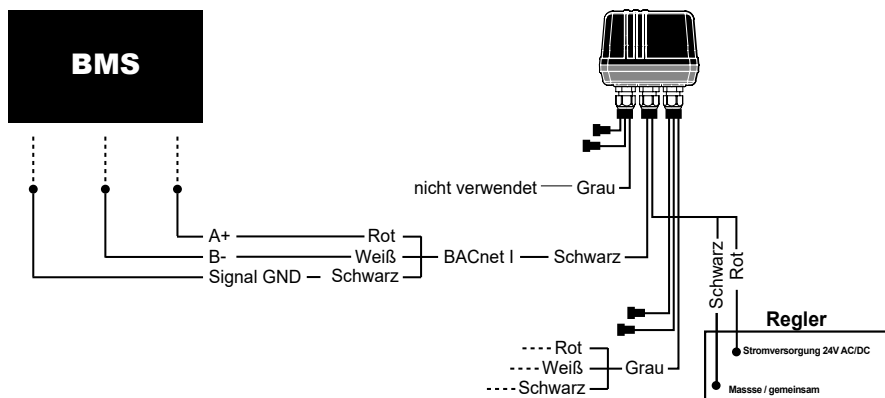 BMS
nicht verwendet Grau
A+ Rot
B- Weiß BACnet I Schwarz
Signal GND Schwarz
Schwarz
Rot
Regler
Stromversorgung 24V AC/DC
Massse / gemeinsam
Rot
Weiß Grau
Schwarz